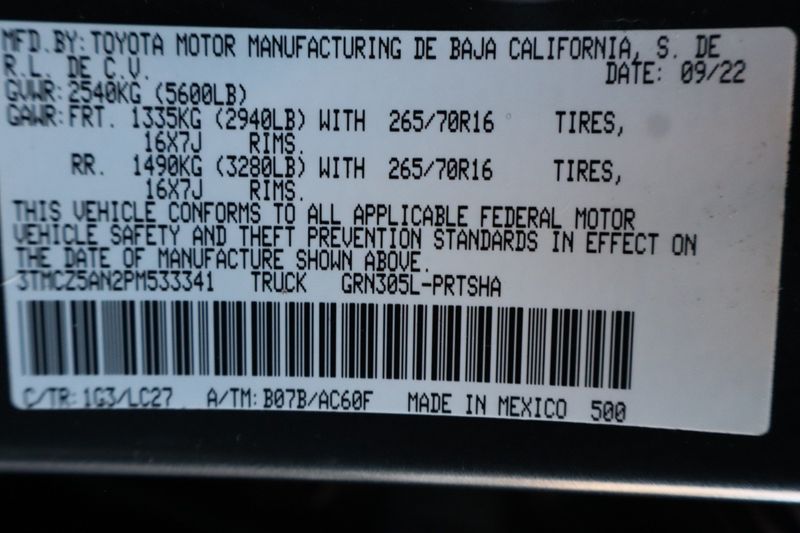 MFD.BY: TOYOTA MOTOR MANUFACTURING DE BAJA CALIFORNIA, S. DE
R.L. DE C.V. DATE: 09/22
GVWR: 2540KG (5600LB)
GAWR: FRT. 1335KG (2940LB) WITH 265/70R16 TIRES,
16X7J RIMS.
RR. 1490KG (3280LB) WITH 265/70R16 TIRES,
16X7J RIMS.
THIS VEHICLE CONFORMS TO ALL APPLICABLE FEDERAL MOTOR
VEHICLE SAFETY AND THEFT PREVENTION STANDARDS IN EFFECT ON
THE DATE OF MANUFACTURE SHOWN ABOVE.
3TMCZ5AN2PM533341 TRUCK GRN305L-PRTSHA
C/TR: 1G3/LC27 A/TM: B07B/AC60F MADE IN MEXICO 500